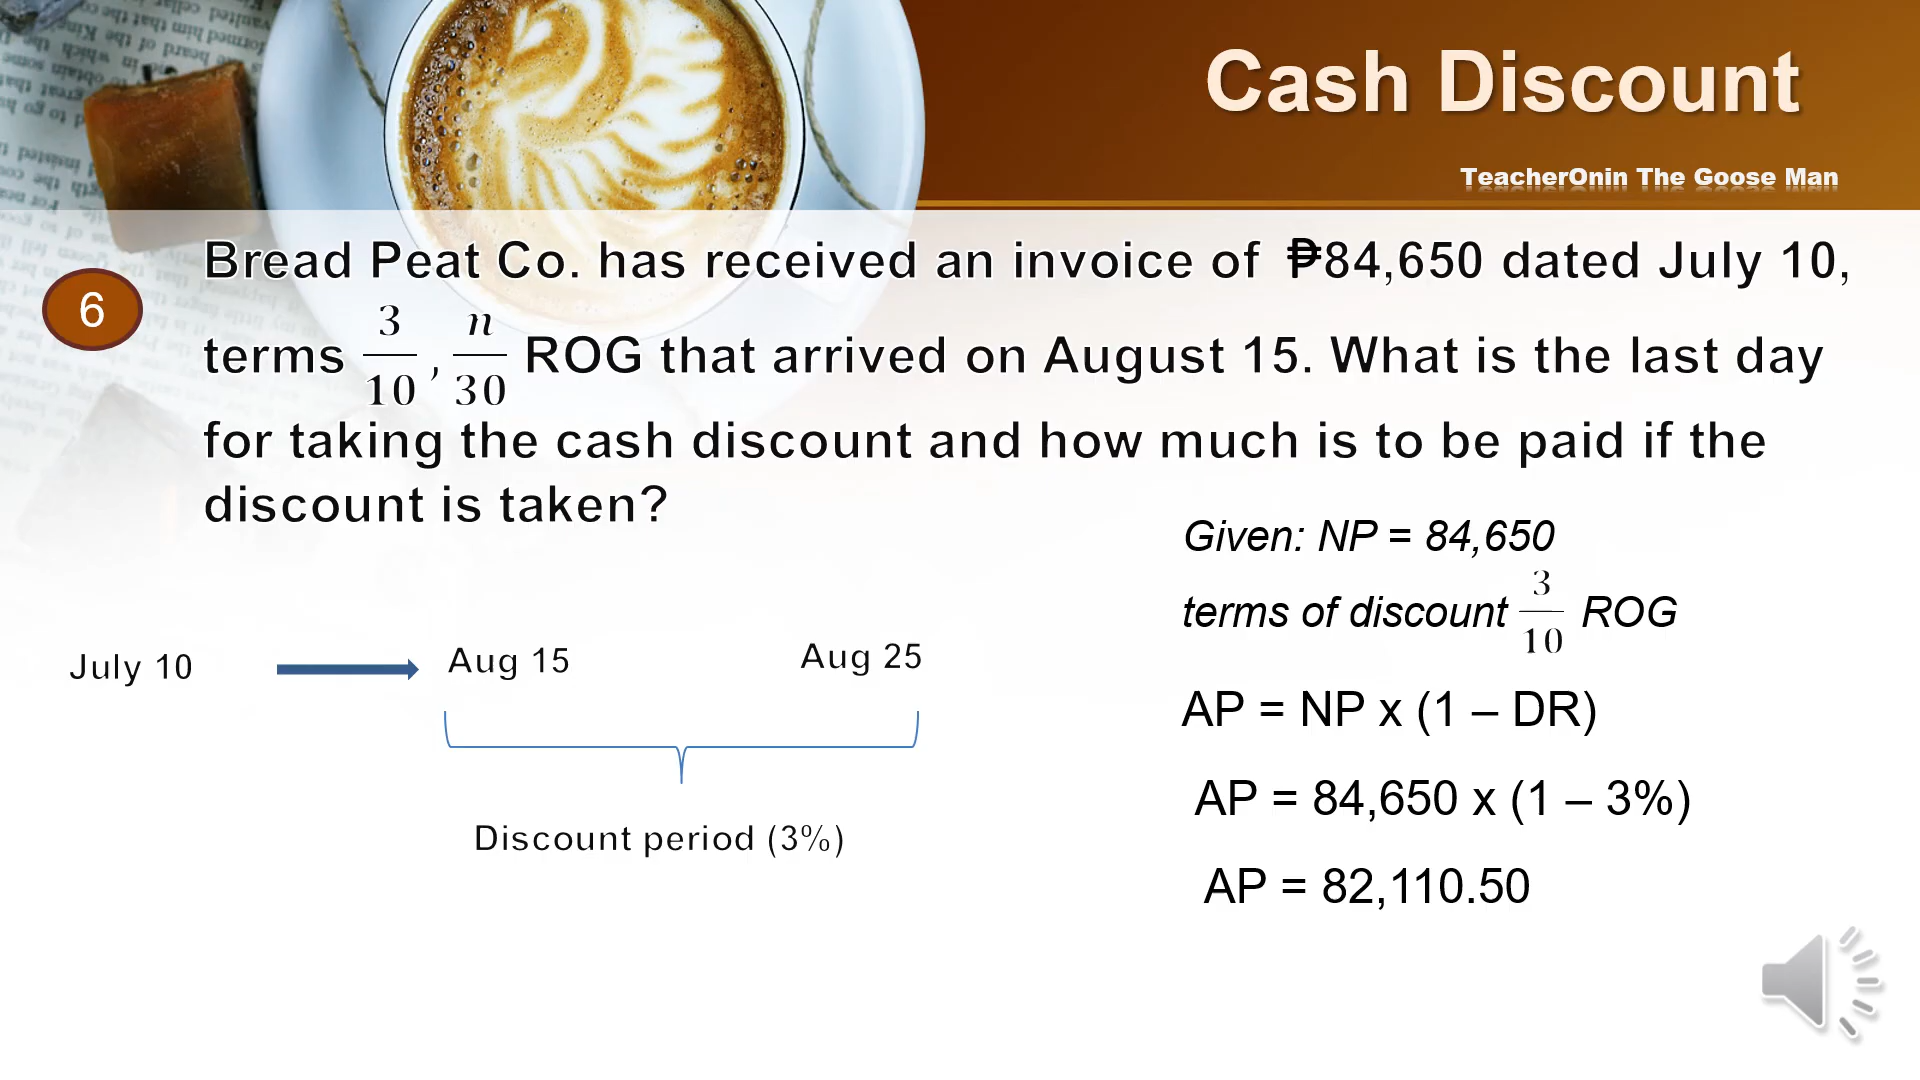 Cash Discount
TeacherOnin The Goose Man
6
Bread Peat Co. has received an invoice of ₱84,650 dated July 10,
terms 3/10, n/30 ROG that arrived on August 15. What is the last day
for taking the cash discount and how much is to be paid if the
discount is taken?
Given: NP = 84,650
terms of discount 3/10 ROG
July 10
Aug 15
Aug 25
Discount period (3%)
AP = NP x (1 – DR)
AP = 84,650 x (1 – 3%)
AP = 82,110.50